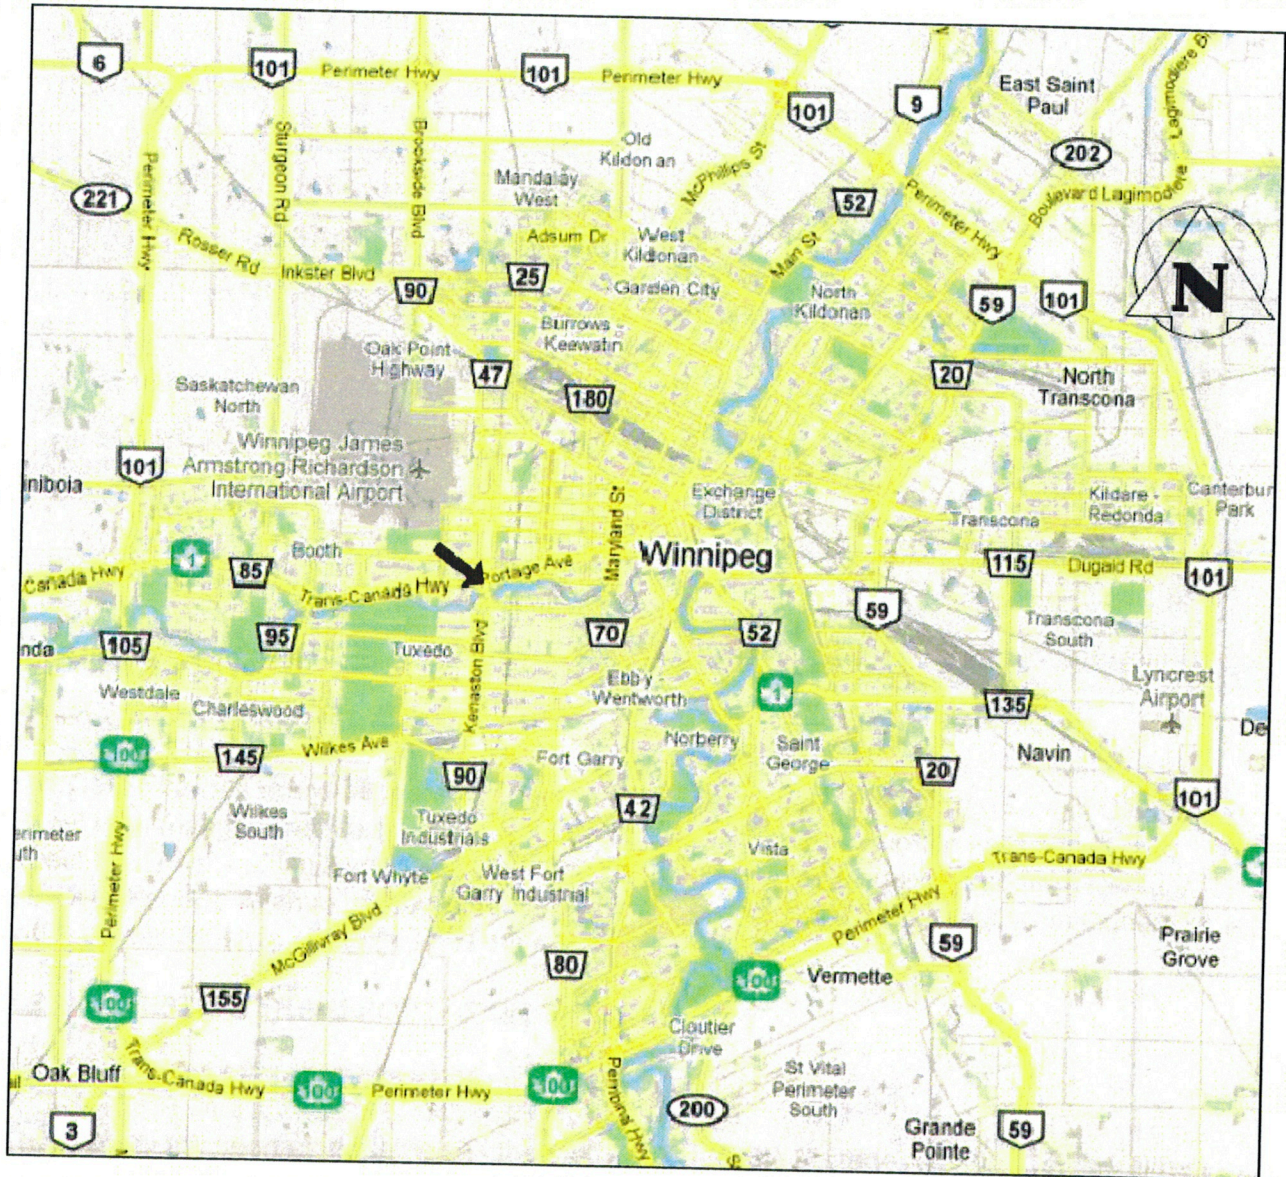 6
101
Perimeter Hwy
101
Perimeter Hwy
101
9
East Saint
Paul
Lagimodiere
202
Sturgeon Rd
Brookside Blvd
Old
Kildonan
McPhillips St
Perimeter Hwy
221
Mandalay
West
52
Perimeter Hwy
Boulevard Lagimodiere
Rosser Rd
Inkster Blvd
Adsum Dr
West
Kildonan
Main St
N
90
25
Garden City
North
Kildonan
59
101
Burrows -
Keewatin
Oak Point
Highway
47
180
20
North
Transcona
Saskatchewan
North
Winnipeg James
Armstrong Richardson
International Airport
101
iniboia
St
Maryland
Exchange
District
Transcona
Kildare -
Redonda
Canterbur
Park
1
Booth
85
Canada Hwy
Trans-Canada Hwy
Portage Ave
Winnipeg
115
Dugald Rd
101
59
nda
105
95
Tuxedo
Kenaston Blvd
70
52
Transcona
South
Westdale
Charleswood
Ebby -
Wentworth
1
135
Lyncrest
Airport
De
100
145
Wilkes Ave
90
Fort Garry
Norberry
Saint
George
20
Navin
101
Wilkes
South
Tuxedo
Industrials
42
erimeter
uth
Perimeter Hwy
Fort Whyte
West Fort
Garry Industrial
Vista
Trans-Canada Hwy
McGillivray Blvd
Perimeter Hwy
59
Prairie
Grove
80
100
Vermette
100
155
Cloutier
Drive
Oak Bluff
Trans-Canada Hwy
100
Perimeter Hwy
100
Pembina Hwy
St Vital
Perimeter
South
200
3
Grande
Pointe
59